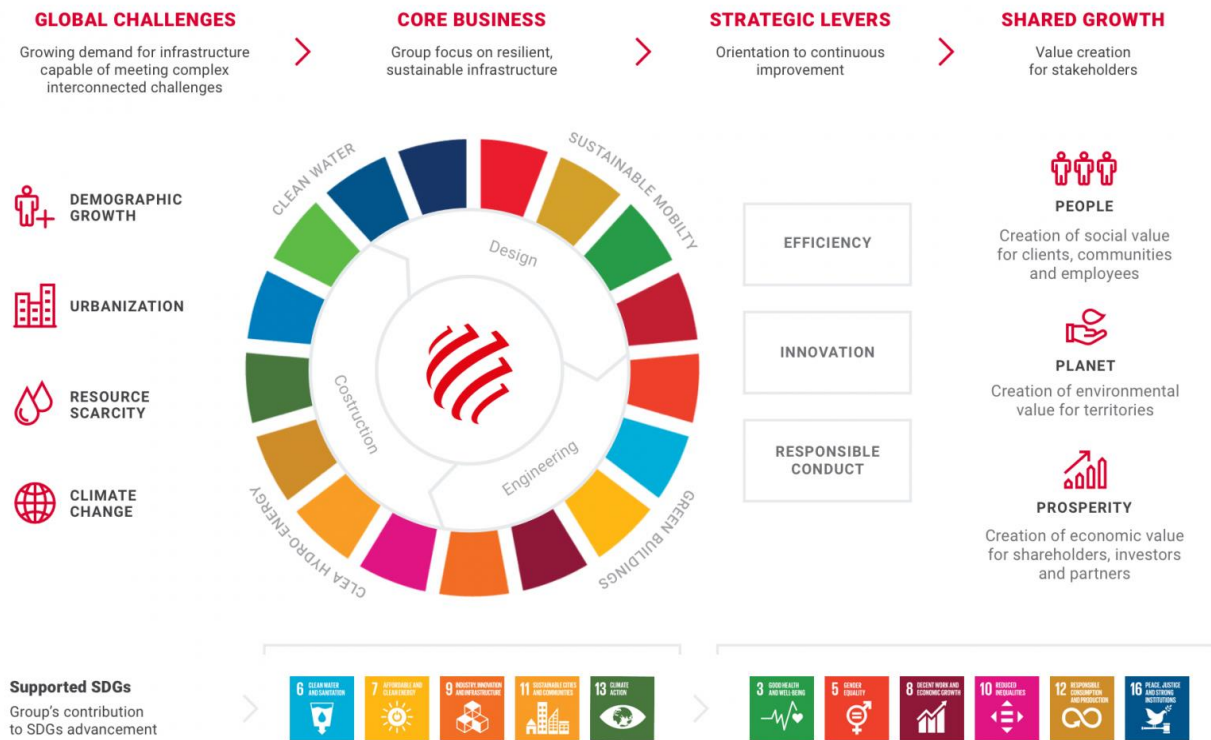 GLOBAL CHALLENGES
Growing demand for infrastructure
capable of meeting complex
interconnected challenges
CORE BUSINESS
Group focus on resilient,
sustainable infrastructure
STRATEGIC LEVERS
Orientation to continuous
improvement
SHARED GROWTH
Value creation
for stakeholders
DEMOGRAPHIC
GROWTH
URBANIZATION
RESOURCE
SCARCITY
CLIMATE
CHANGE
CLEAN WATER
SUSTAINABLE MOBILTY
Design
Costruction
Engineering
CLEA HYDRO-ENERGY
GREEN BUILDINGS
EFFICIENCY
INNOVATION
RESPONSIBLE
CONDUCT
PEOPLE
Creation of social value
for clients, communities
and employees
PLANET
Creation of environmental
value for territories
PROSPERITY
Creation of economic value
for shareholders, investors
and partners
Supported SDGs
Group's contribution
to SDGs advancement
6 CLEAN WATER
AND SANITATION
7 AFFORDABLE AND
CLEAN ENERGY
9 INDUSTRY, INNOVATION
AND INFRASTRUCTURE
11 SUSTAINABLE CITIES
AND COMMUNITIES
13 CLIMATE
ACTION
3 GOOD HEALTH
AND WELL-BEING
5 GENDER
EQUALITY
8 DECENT WORK AND
ECONOMIC GROWTH
10 REDUCED
INEQUALITIES
12 RESPONSIBLE
CONSUMPTION
AND PRODUCTION
16 PEACE, JUSTICE
AND STRONG
INSTITUTIONS